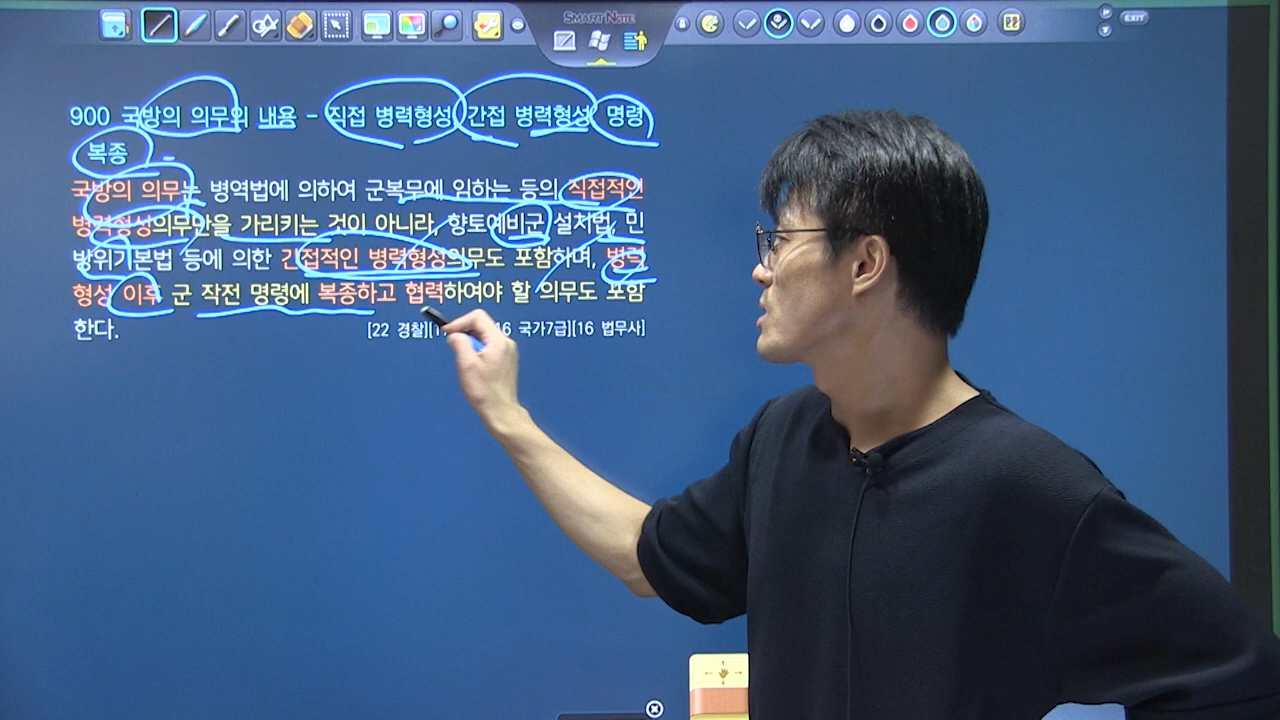 SMART NOTE
EXIT
900 국방의 의무의 내용 - 직접 병력형성 간접 병력형성 명령
복종
국방의 의무는 병역법에 의하여 군복무에 임하는 등의 직접적인
병력형성의무만을 가리키는 것이 아니라, 향토예비군 설치법, 민
방위기본법 등에 의한 간접적인 병력형성의무도 포함하며, 병력
형성 이후 군 작전 명령에 복종하고 협력하여야 할 의무도 포함
한다.
[22 경찰] 16 국가7급][16 법무사]